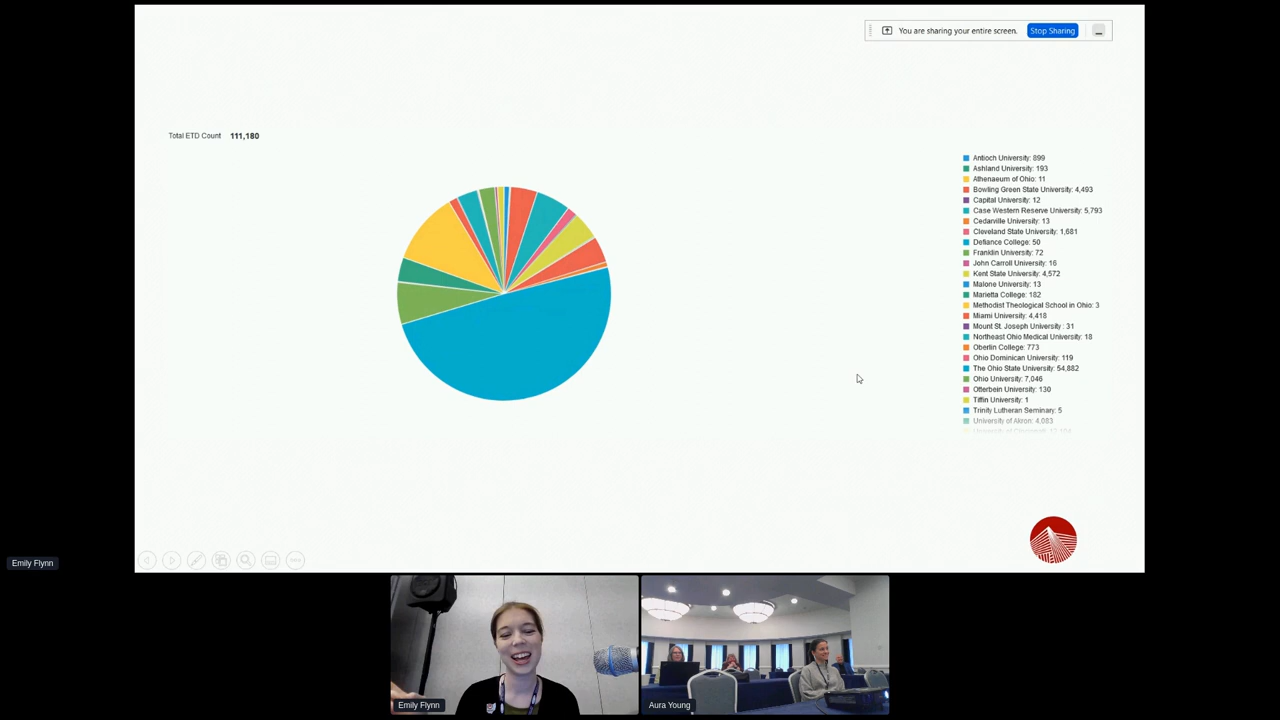 You are sharing your entire screen.
Stop Sharing
Total ETD Count 111,180
Antioch University: 899
Ashland University: 193
Athenaeum of Ohio: 11
Bowling Green State University: 4,493
Capital University: 12
Case Western Reserve University: 5,793
Cedarville University: 13
Cleveland State University: 1,681
Defiance College: 50
Franklin University: 72
John Carroll University: 16
Kent State University: 4,572
Malone University: 13
Marietta College: 182
Methodist Theological School in Ohio: 3
Miami University: 4,418
Mount St. Joseph University : 31
Northeast Ohio Medical University: 18
Oberlin College: 773
Ohio Dominican University: 119
The Ohio State University: 54,882
Ohio University: 7,046
Otterbein University: 130
Tiffin University: 1
Trinity Lutheran Seminary: 5
University of Akron: 4,083
Emily Flynn
Emily Flynn
Aura Young